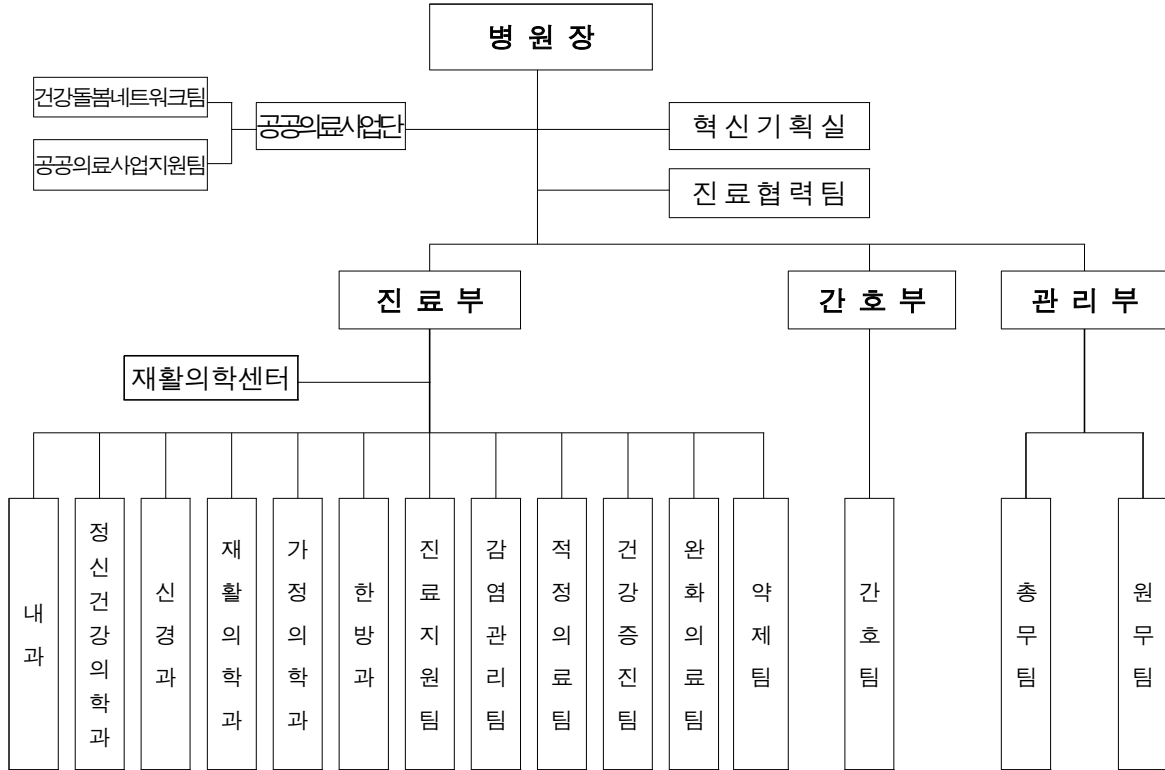 병 원 장
건강돌봄네트워크팀
공공의료사업단
혁신기획실
공공의료사업지원팀
진료협력팀
진 료 부
간 호 부
관 리 부
재활의학센터
내과
정신건강의학과
신경과
재활의학과
가정의학과
한방과
진료지원팀
감염관리팀
적정의료팀
건강증진팀
완화의료팀
약제팀
간호팀
총무팀
원무팀